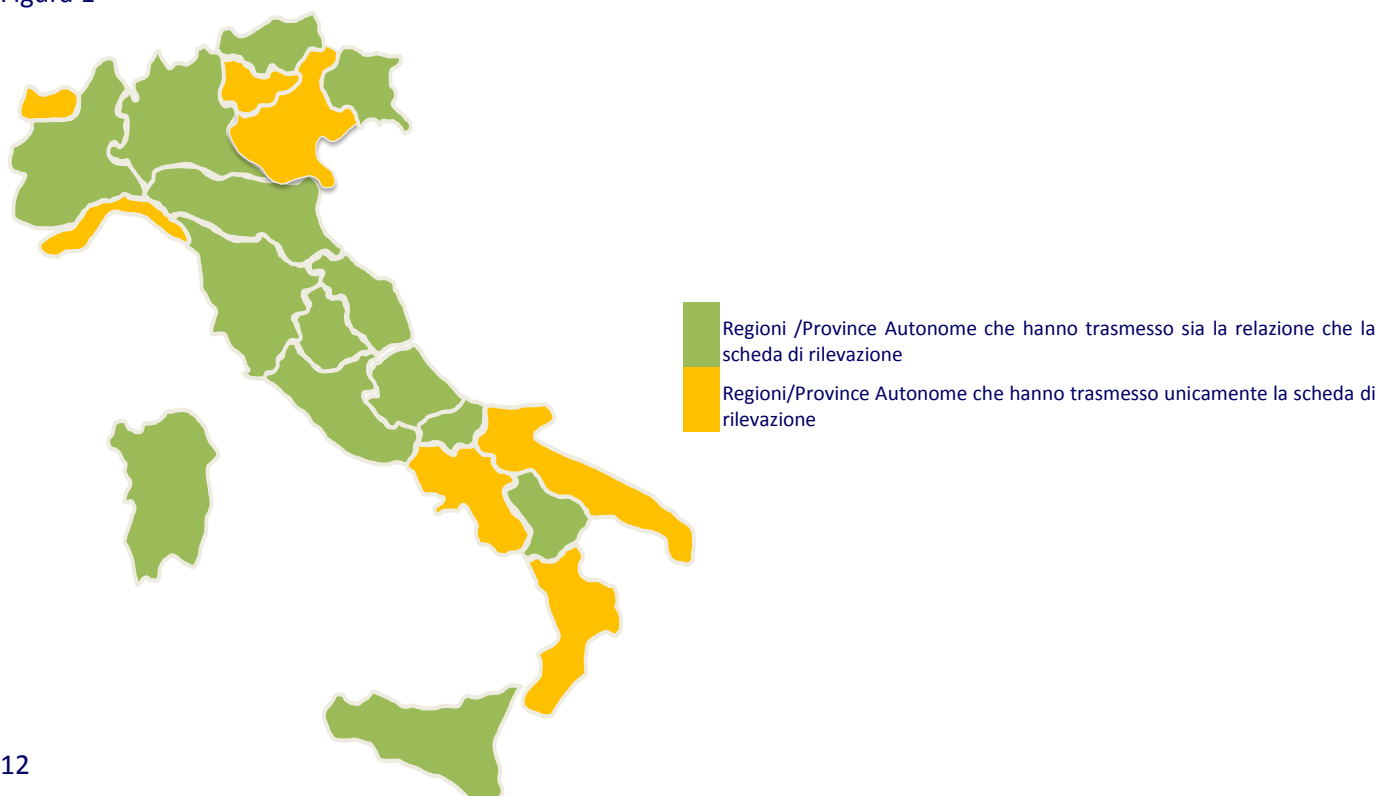 Regioni /Province Autonome che hanno trasmesso sia la relazione che la
scheda di rilevazione
Regioni/Province Autonome che hanno trasmesso unicamente la scheda di
rilevazione
12